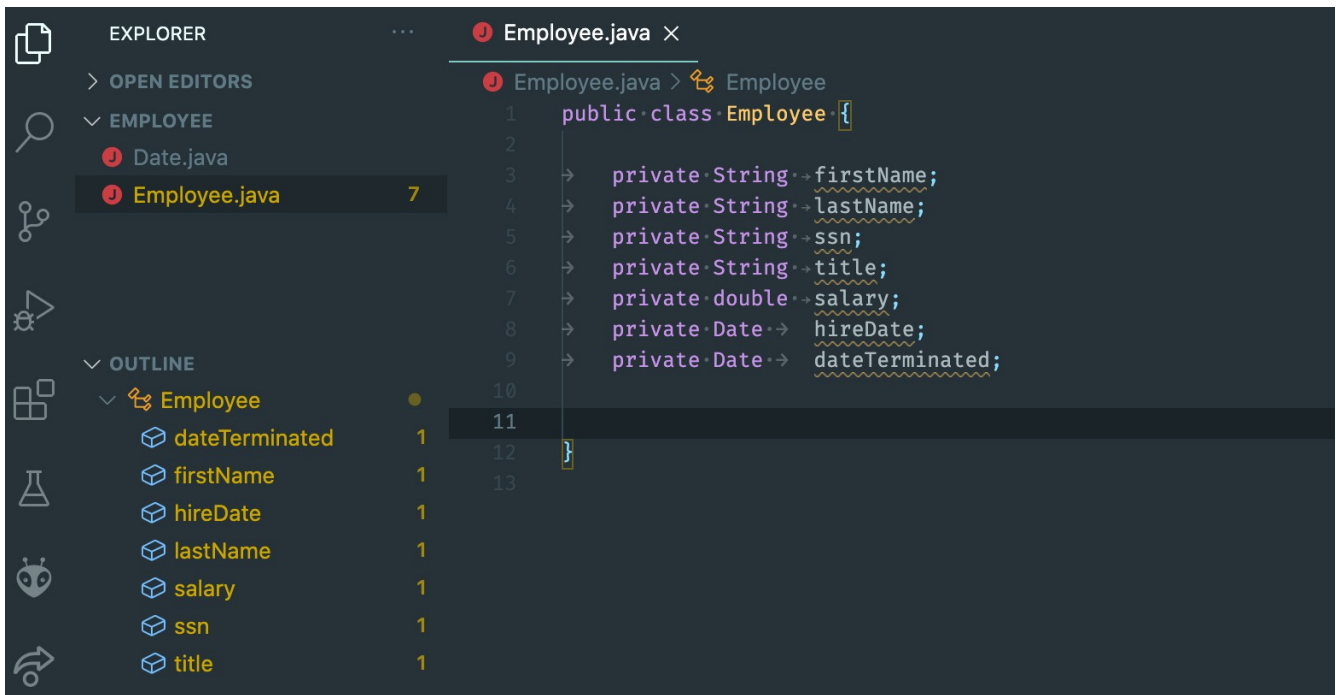 EXPLORER
OPEN EDITORS
EMPLOYEE
Date.java
Employee.java 7
OUTLINE
Employee
dateTerminated 1
firstName 1
hireDate 1
lastName 1
salary 1
ssn 1
title 1
Employee.java
Employee.java > Employee
1 public class Employee {
2
3 private String firstName;
4 private String lastName;
5 private String ssn;
6 private String title;
7 private double salary;
8 private Date hireDate;
9 private Date dateTerminated;
10
11
12 }
13